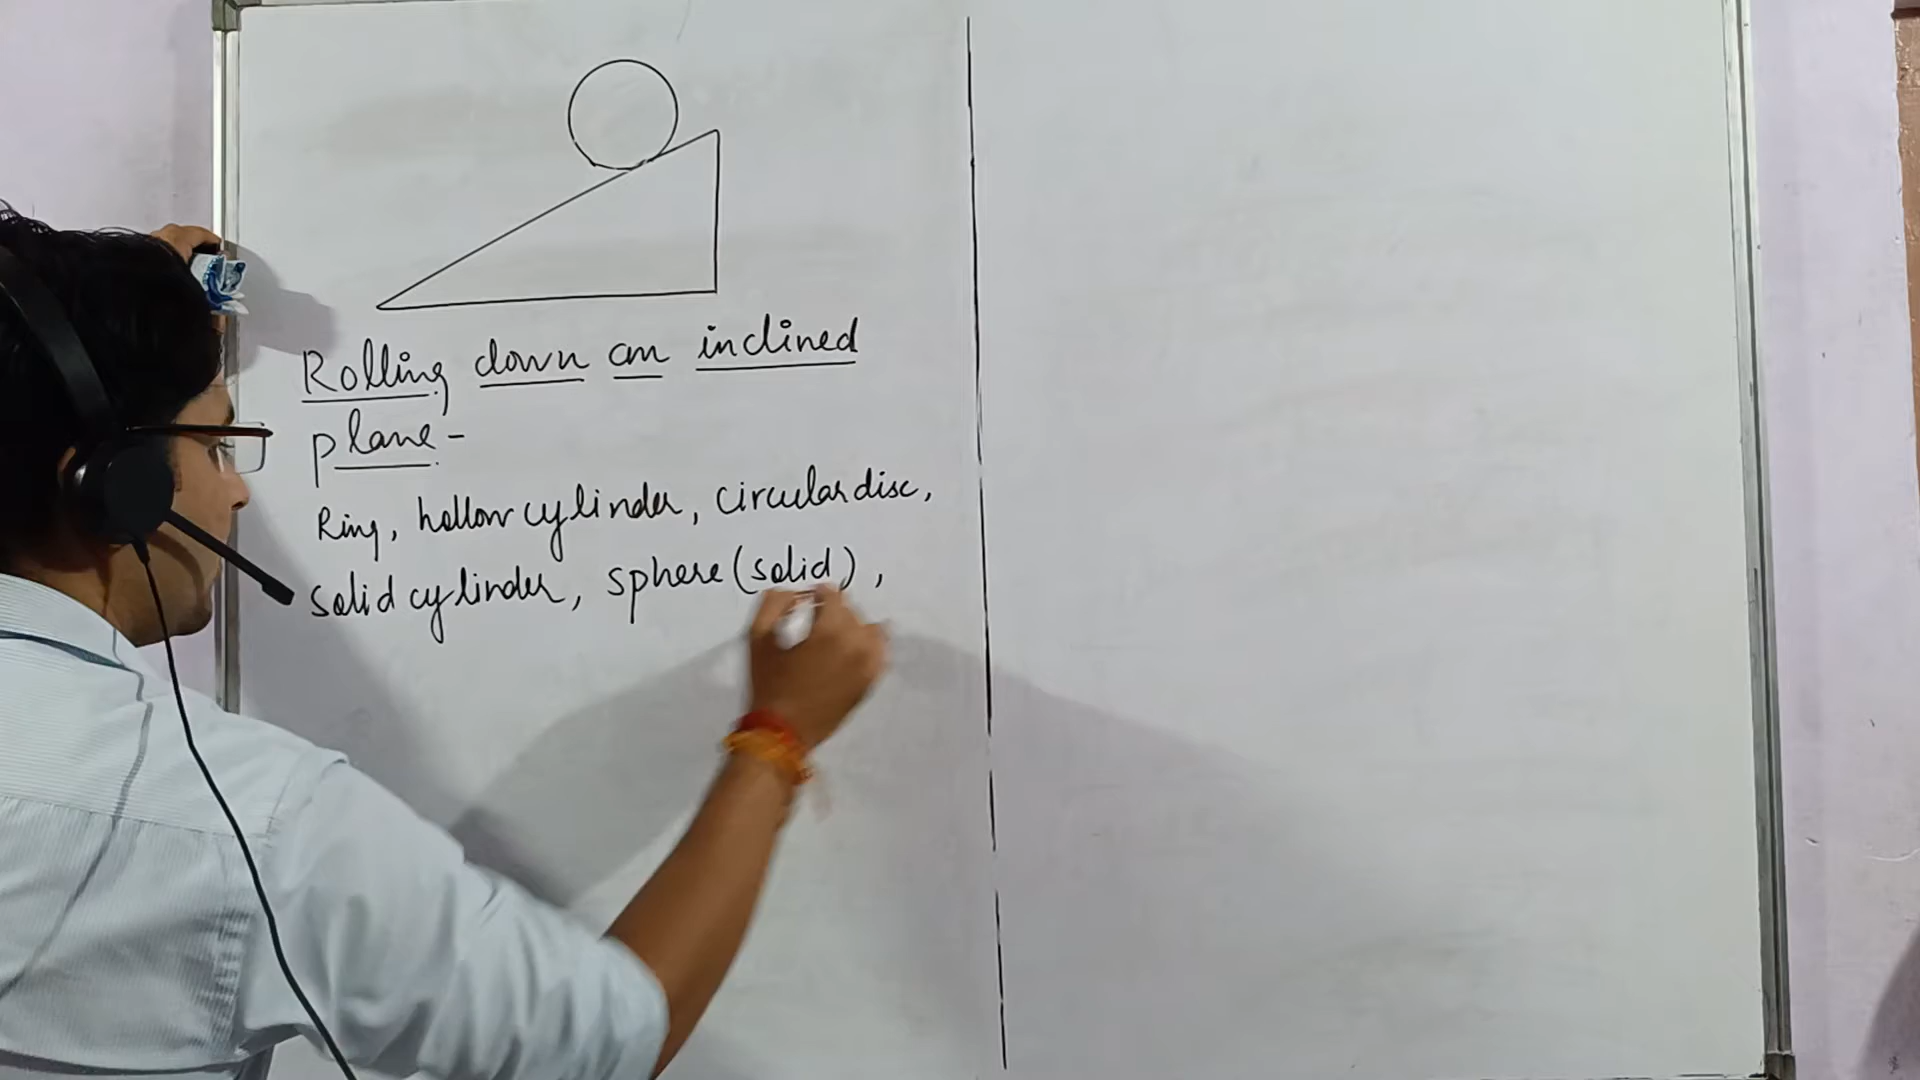 Rolling down an inclined
plane-
Ring, hollow cylinder, circular disc,
solid cylinder, sphere (solid),